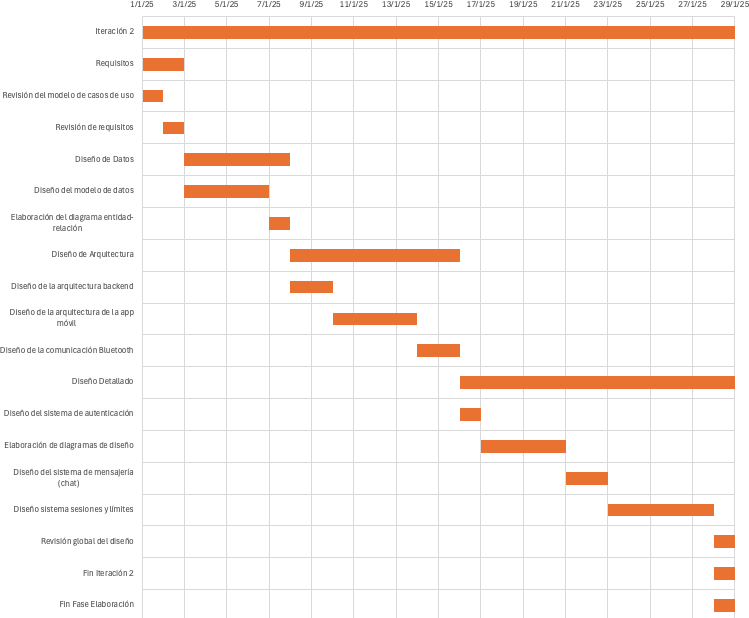 1/1/25 3/1/25 5/1/25 7/1/25 9/1/25 11/1/25 13/1/25 15/1/25 17/1/25 19/1/25 21/1/25 23/1/25 25/1/25 27/1/25 29/1/25
Iteración 2
Requisitos
Revisión del modelo de casos de uso
Revisión de requisitos
Diseño de Datos
Diseño del modelo de datos
Elaboración del diagrama entidad-
relación
Diseño de Arquitectura
Diseño de la arquitectura backend
Diseño de la arquitectura de la app
móvil
Diseño de la comunicación Bluetooth
Diseño Detallado
Diseño del sistema de autenticación
Elaboración de diagramas de diseño
Diseño del sistema de mensajería
(chat)
Diseño sistema sesiones y límites
Revisión global del diseño
Fin Iteración 2
Fin Fase Elaboración